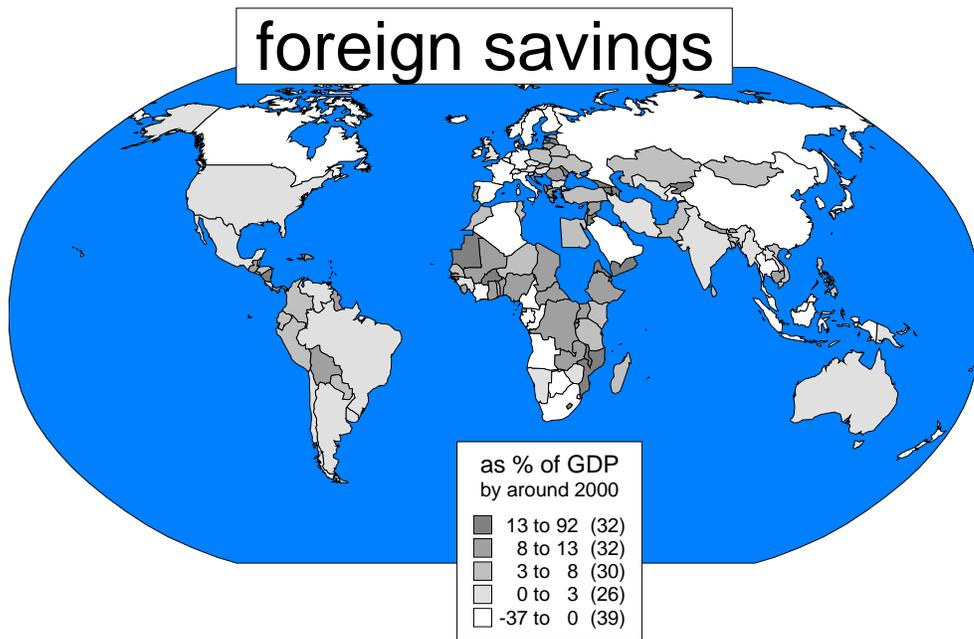 foreign savings
as % of GDP
by around 2000
13 to 92 (32)
8 to 13 (32)
3 to 8 (30)
0 to 3 (26)
-37 to 0 (39)